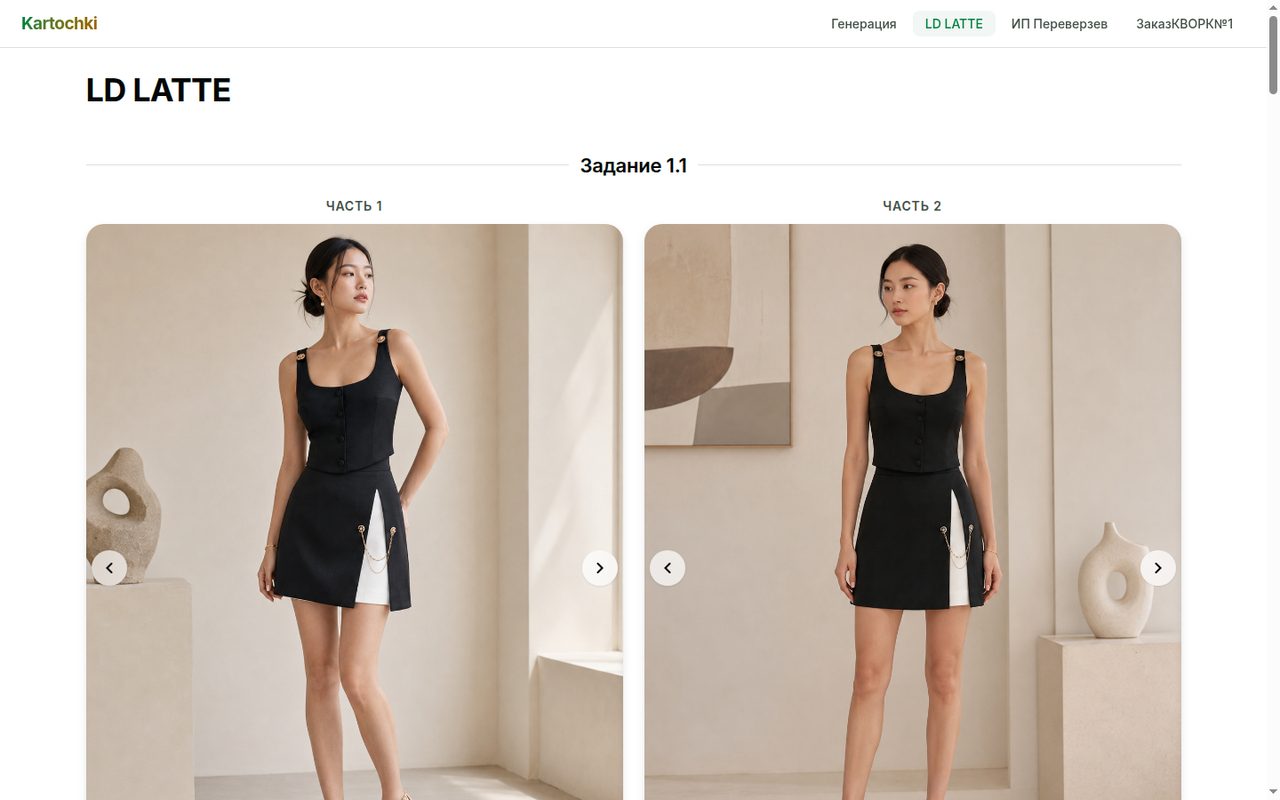 Kartochki
Генерация
LD LATTE
ИП Переверзев
ЗаказКВОРК№1
LD LATTE
Задание 1.1
ЧАСТЬ 1
ЧАСТЬ 2